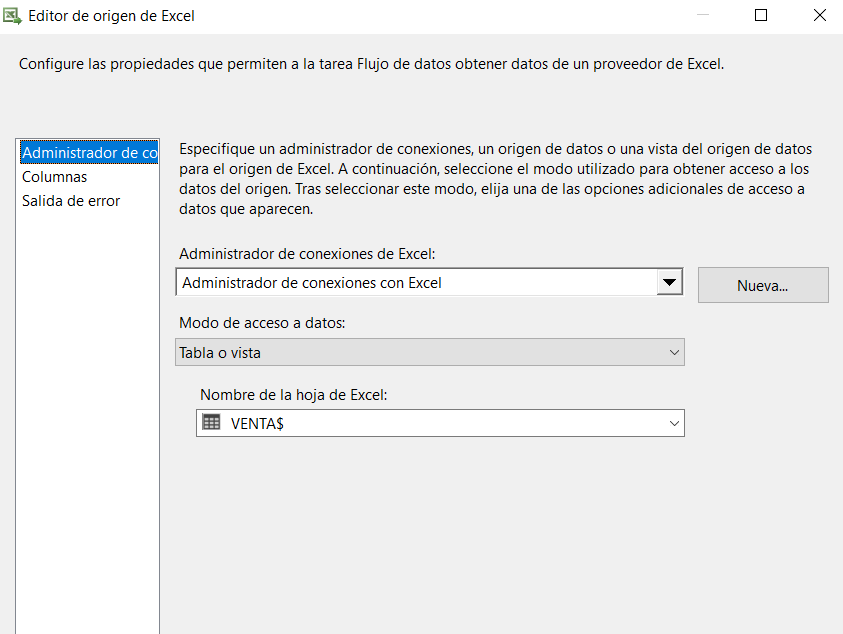 Editor de origen de Excel
Configure las propiedades que permiten a la tarea Flujo de datos obtener datos de un proveedor de Excel.
Administrador de co
Columnas
Salida de error
Especifique un administrador de conexiones, un origen de datos o una vista del origen de datos
para el origen de Excel. A continuación, seleccione el modo utilizado para obtener acceso a los
datos del origen. Tras seleccionar este modo, elija una de las opciones adicionales de acceso a
datos que aparecen.
Administrador de conexiones de Excel:
Administrador de conexiones con Excel
Nueva...
Modo de acceso a datos:
Tabla o vista
Nombre de la hoja de Excel:
VENTA$